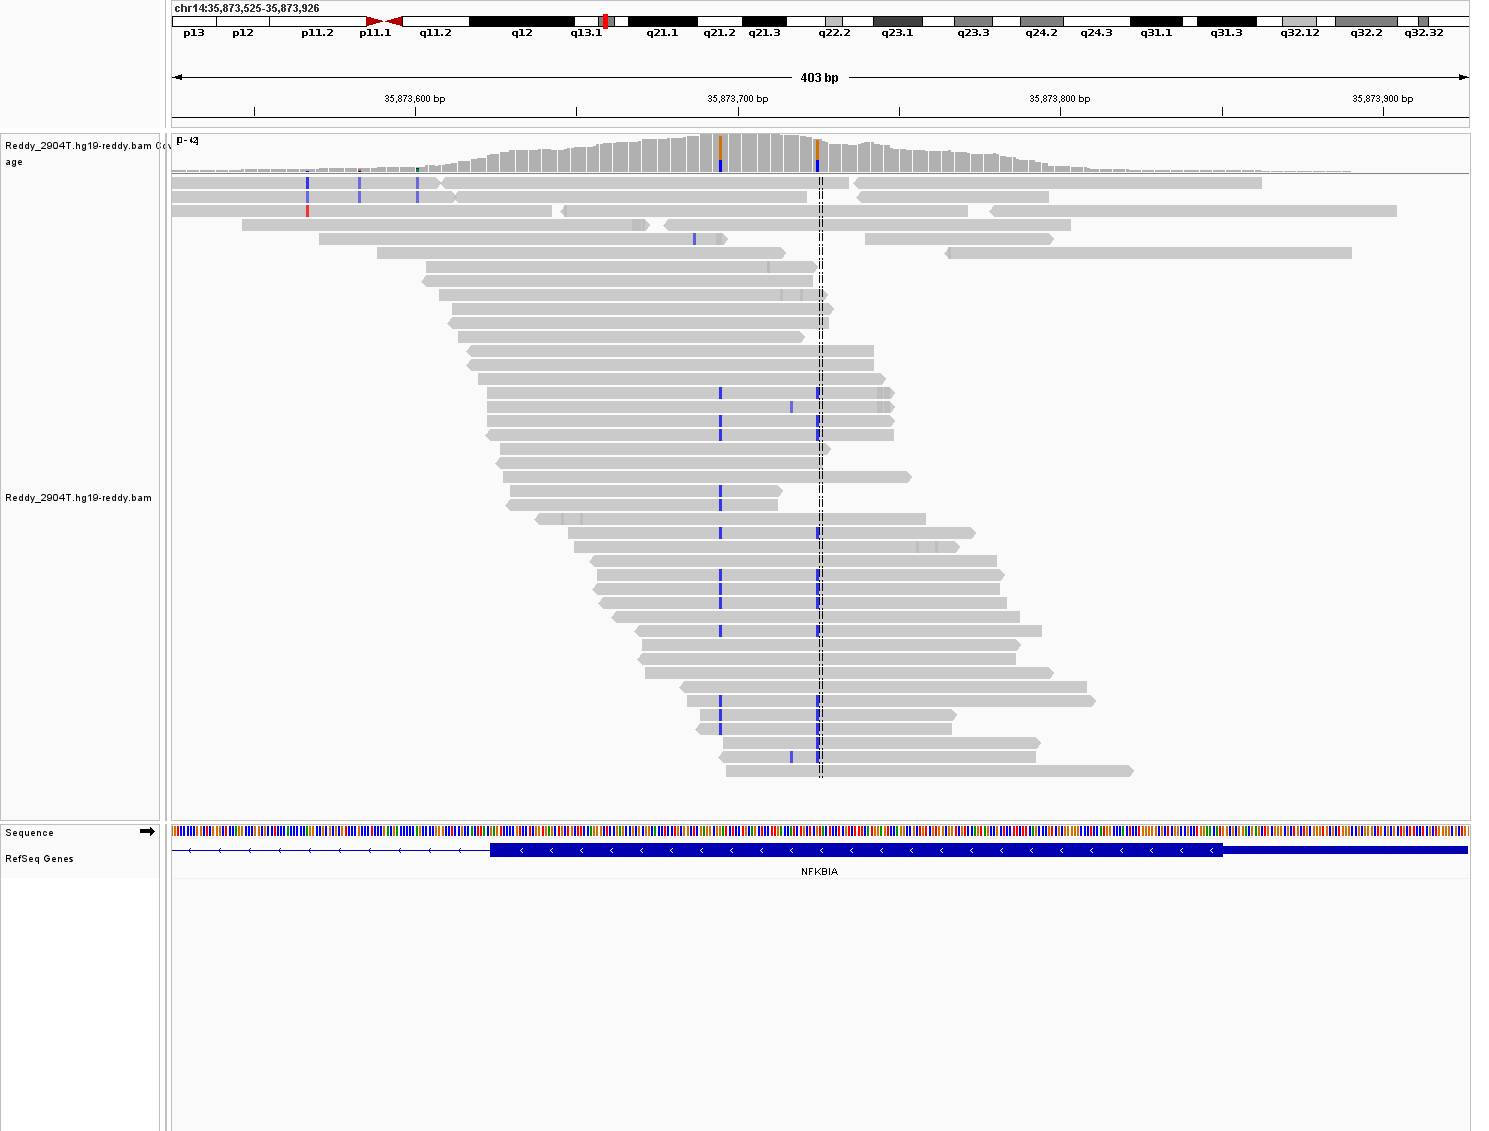 chr14:35,873,525-35,873,926
p13 p12 p11.2 p11.1 q11.2 q12 q13.1 q21.1 q21.2 q21.3 q22.2 q23.1 q23.3 q24.2 q24.3 q31.1 q31.3 q32.12 q32.2 q32.32
403 bp
35,873,600 bp 35,873,700 bp 35,873,800 bp 35,873,900 bp
Reddy_2904T.hg19-reddy.bam Cov
age
[0 - 42]
Reddy_2904T.hg19-reddy.bam
Sequence
RefSeq Genes
NFKBIA